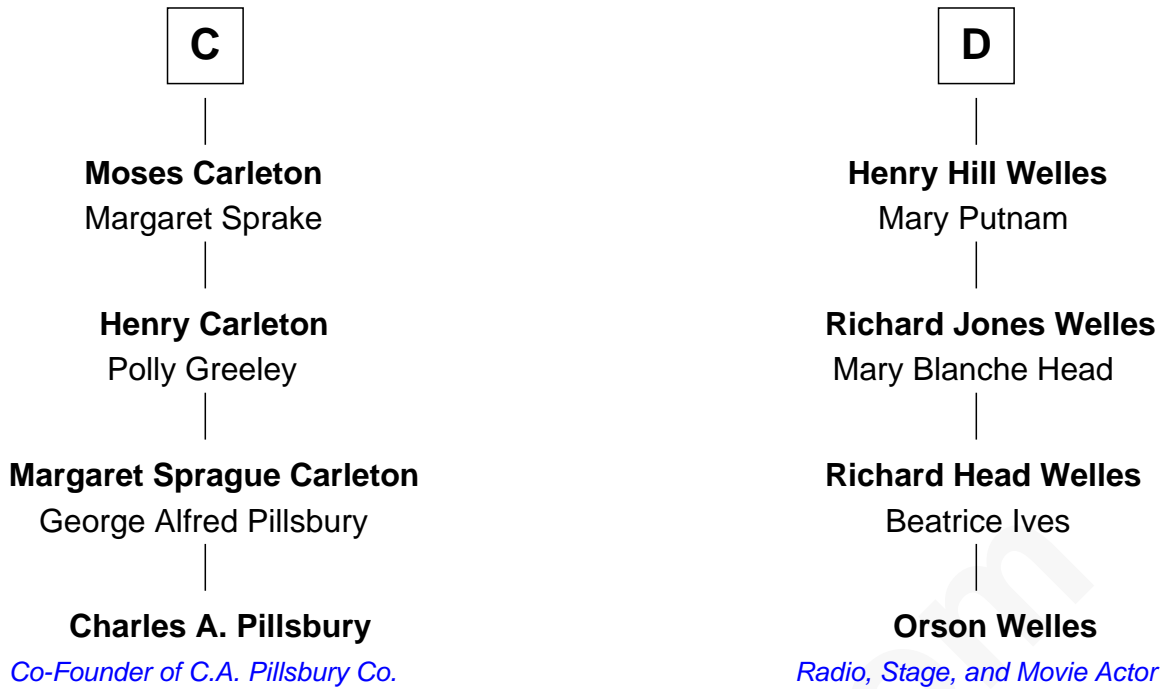 C
D
Moses Carleton
Margaret Sprake
Henry Hill Welles
Mary Putnam
Henry Carleton
Polly Greeley
Richard Jones Welles
Mary Blanche Head
Margaret Sprague Carleton
George Alfred Pillsbury
Richard Head Welles
Beatrice Ives
Charles A. Pillsbury
Co-Founder of C.A. Pillsbury Co.
Orson Welles
Radio, Stage, and Movie Actor
om